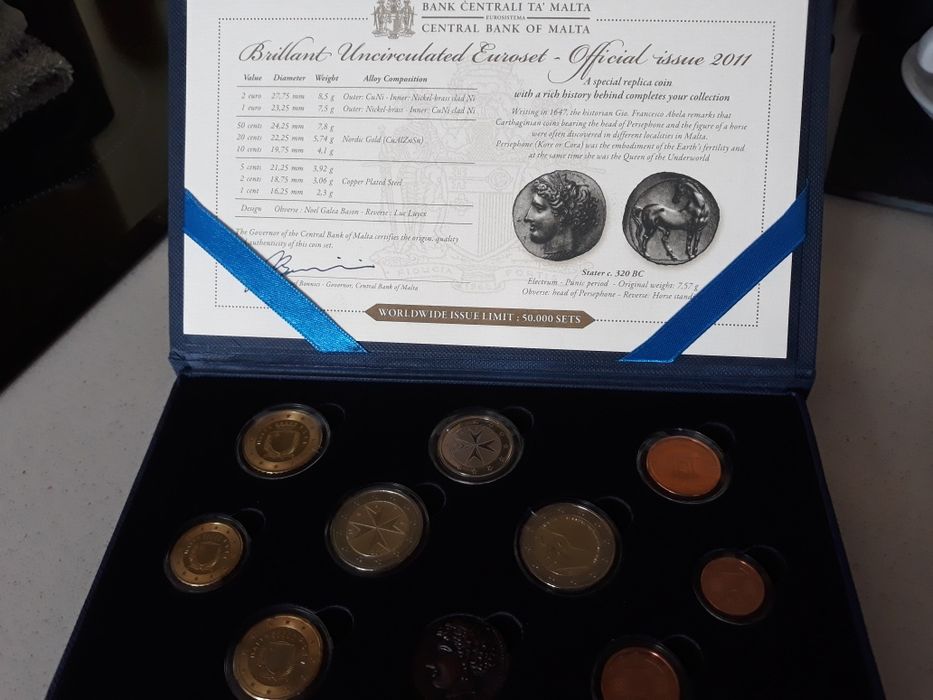 BANK ĊENTRALI TA' MALTA
EUROSISTEMA
CENTRAL BANK OF MALTA
Brillant Uncirculated Euroset - Official issue 2011
Value Diameter Weight Alloy Composition
2 euro 27,75 mm 8,5 g Outer: CuNi - Inner: Nickel-brass clad Ni
1 euro 23,25 mm 7,5 g Outer: Nickel-brass - Inner: CuNi clad Ni
50 cents 24,25 mm 7,8 g
20 cents 22,25 mm 5,74 g Nordic Gold (CuAlZnSn)
10 cents 19,75 mm 4,1 g
5 cents 21,25 mm 3,92 g
2 cents 18,75 mm 3,06 g Copper Plated Steel
1 cent 16,25 mm 2,3 g
Design Obverse : Noel Galea Bason - Reverse : Luc Luycx
The Governor of the Central Bank of Malta certifies the origin, quality
authenticity of this coin set.
Bonnici - Governor, Central Bank of Malta
A special replica coin
with a rich history behind completes your collection
Writing in 1647, the historian Gio. Francesco Abela remarks that
Carthaginian coins bearing the head of Persephone and the figure of a horse
were often discovered in different localities in Malta.
Persephone (Kore or Cora) was the embodiment of the Earth's fertility and
at the same time she was the Queen of the Underworld
Stater c. 320 BC
Electrum - Punic period - Original weight: 7,57 g
Obverse: head of Persephone - Reverse: Horse
WORLDWIDE ISSUE LIMIT : 50.000 SETS